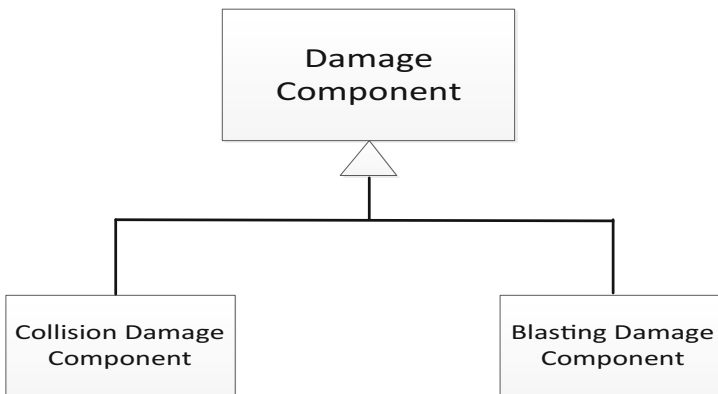 Damage
Component
Collision Damage
Component
Blasting Damage
Component